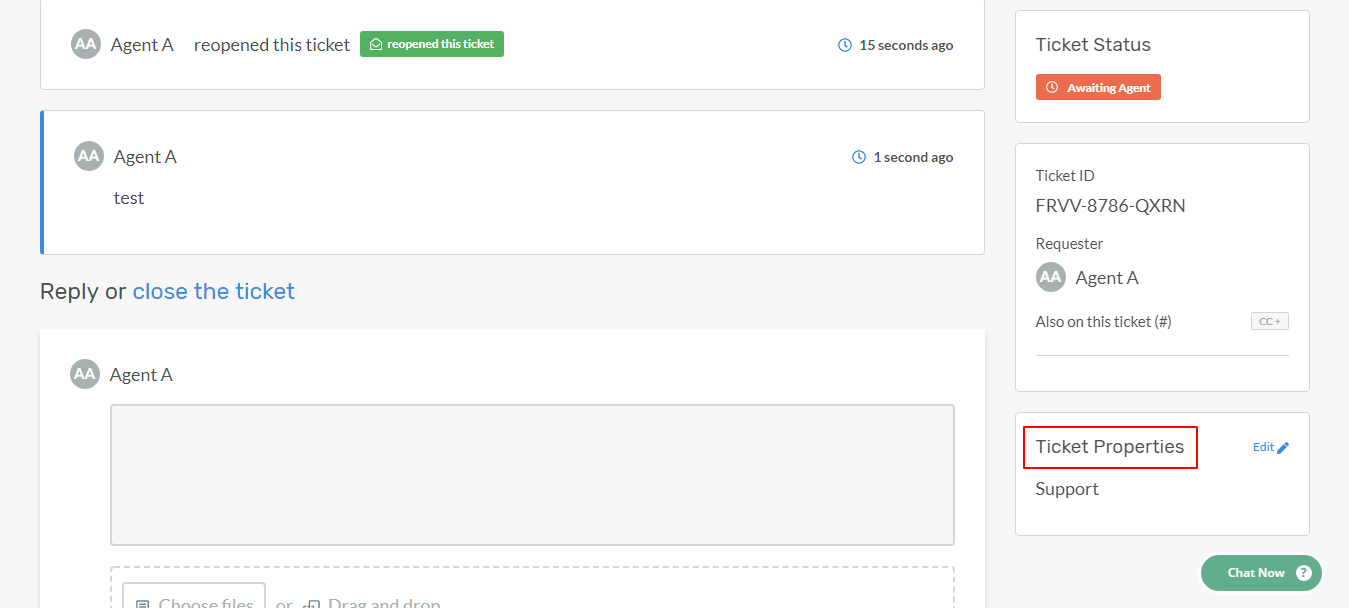 AA Agent A reopened this ticket reopened this ticket 15 seconds ago
AA Agent A 1 second ago
test
Reply or close the ticket
AA Agent A
Choose files or Drag and drop
Ticket Status
Awaiting Agent
Ticket ID
FRVV-8786-QXRN
Requester
AA Agent A
Also on this ticket (#) CC +
Ticket Properties Edit
Support
Chat Now ?